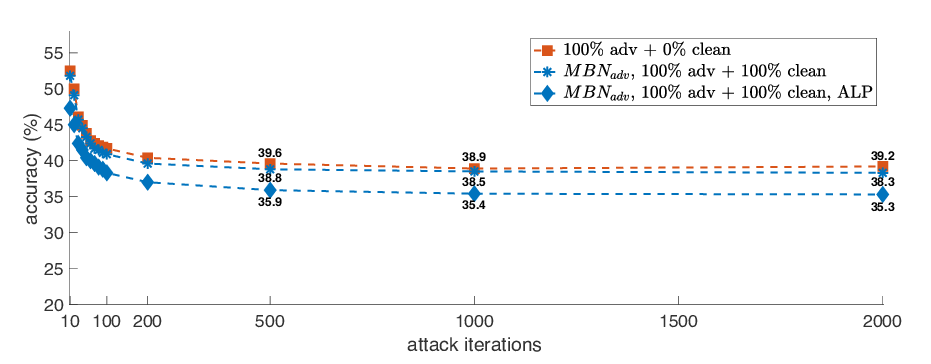 100% adv + 0% clean
MBN_adv, 100% adv + 100% clean
MBN_adv, 100% adv + 100% clean, ALP
accuracy (%)
55
50
45
40
35
30
25
20
39.6
38.8
35.9
38.9
38.5
35.4
39.2
38.3
35.3
10 100 200 500 1000 1500 2000
attack iterations